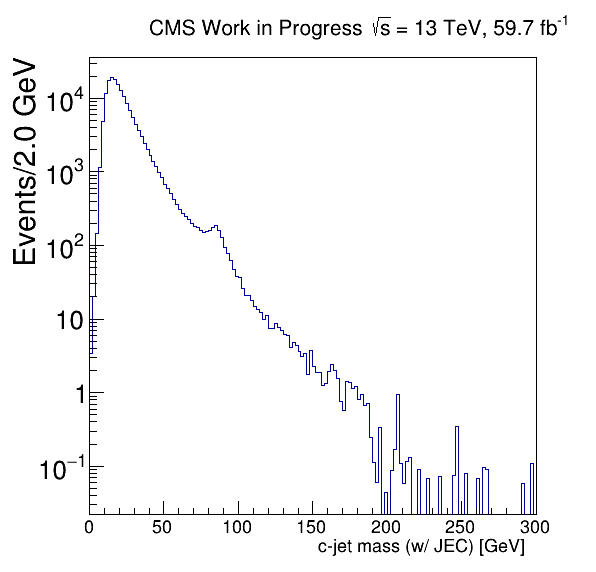 CMS Work in Progress √s = 13 TeV, 59.7 fb⁻¹
Events/2.0 GeV
10⁴
10³
10²
10
1
10⁻¹
0 50 100 150 200 250 300
c-jet mass (w/ JEC) [GeV]